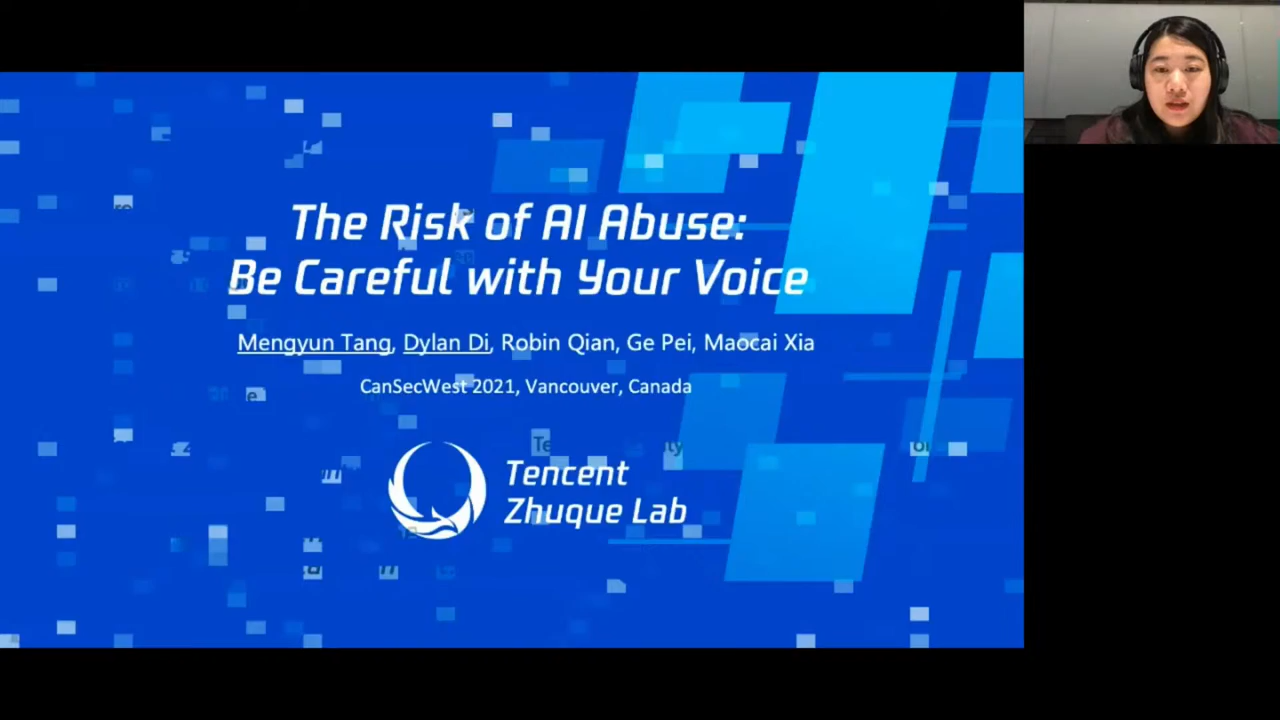 The Risk of AI Abuse:
Be Careful with Your Voice
Mengyun Tang, Dylan Di, Robin Qian, Ge Pei, Maocai Xia
CanSecWest 2021, Vancouver, Canada
Tencent
Zhuque Lab